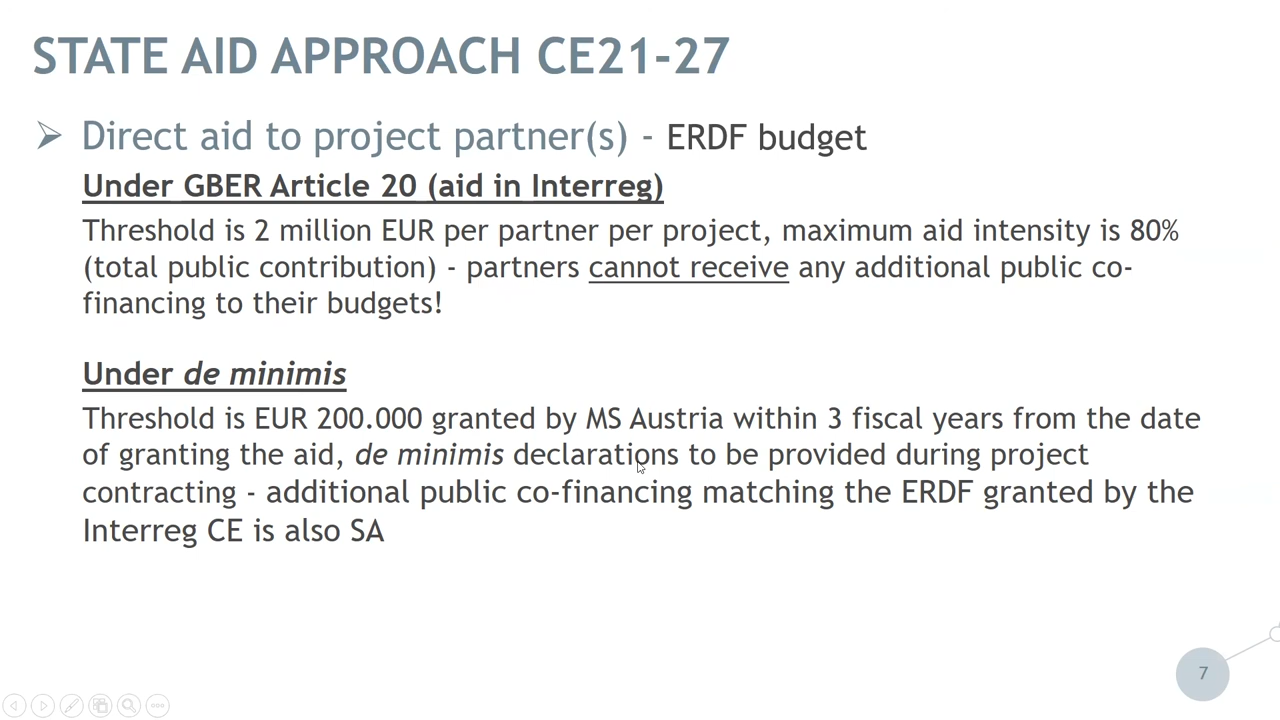 STATE AID APPROACH CE21-27
➢ Direct aid to project partner(s) - ERDF budget
Under GBER Article 20 (aid in Interreg)
Threshold is 2 million EUR per partner per project, maximum aid intensity is 80%
(total public contribution) - partners cannot receive any additional public co-
financing to their budgets!
Under de minimis
Threshold is EUR 200.000 granted by MS Austria within 3 fiscal years from the date
of granting the aid, de minimis declarations to be provided during project
contracting - additional public co-financing matching the ERDF granted by the
Interreg CE is also SA
7